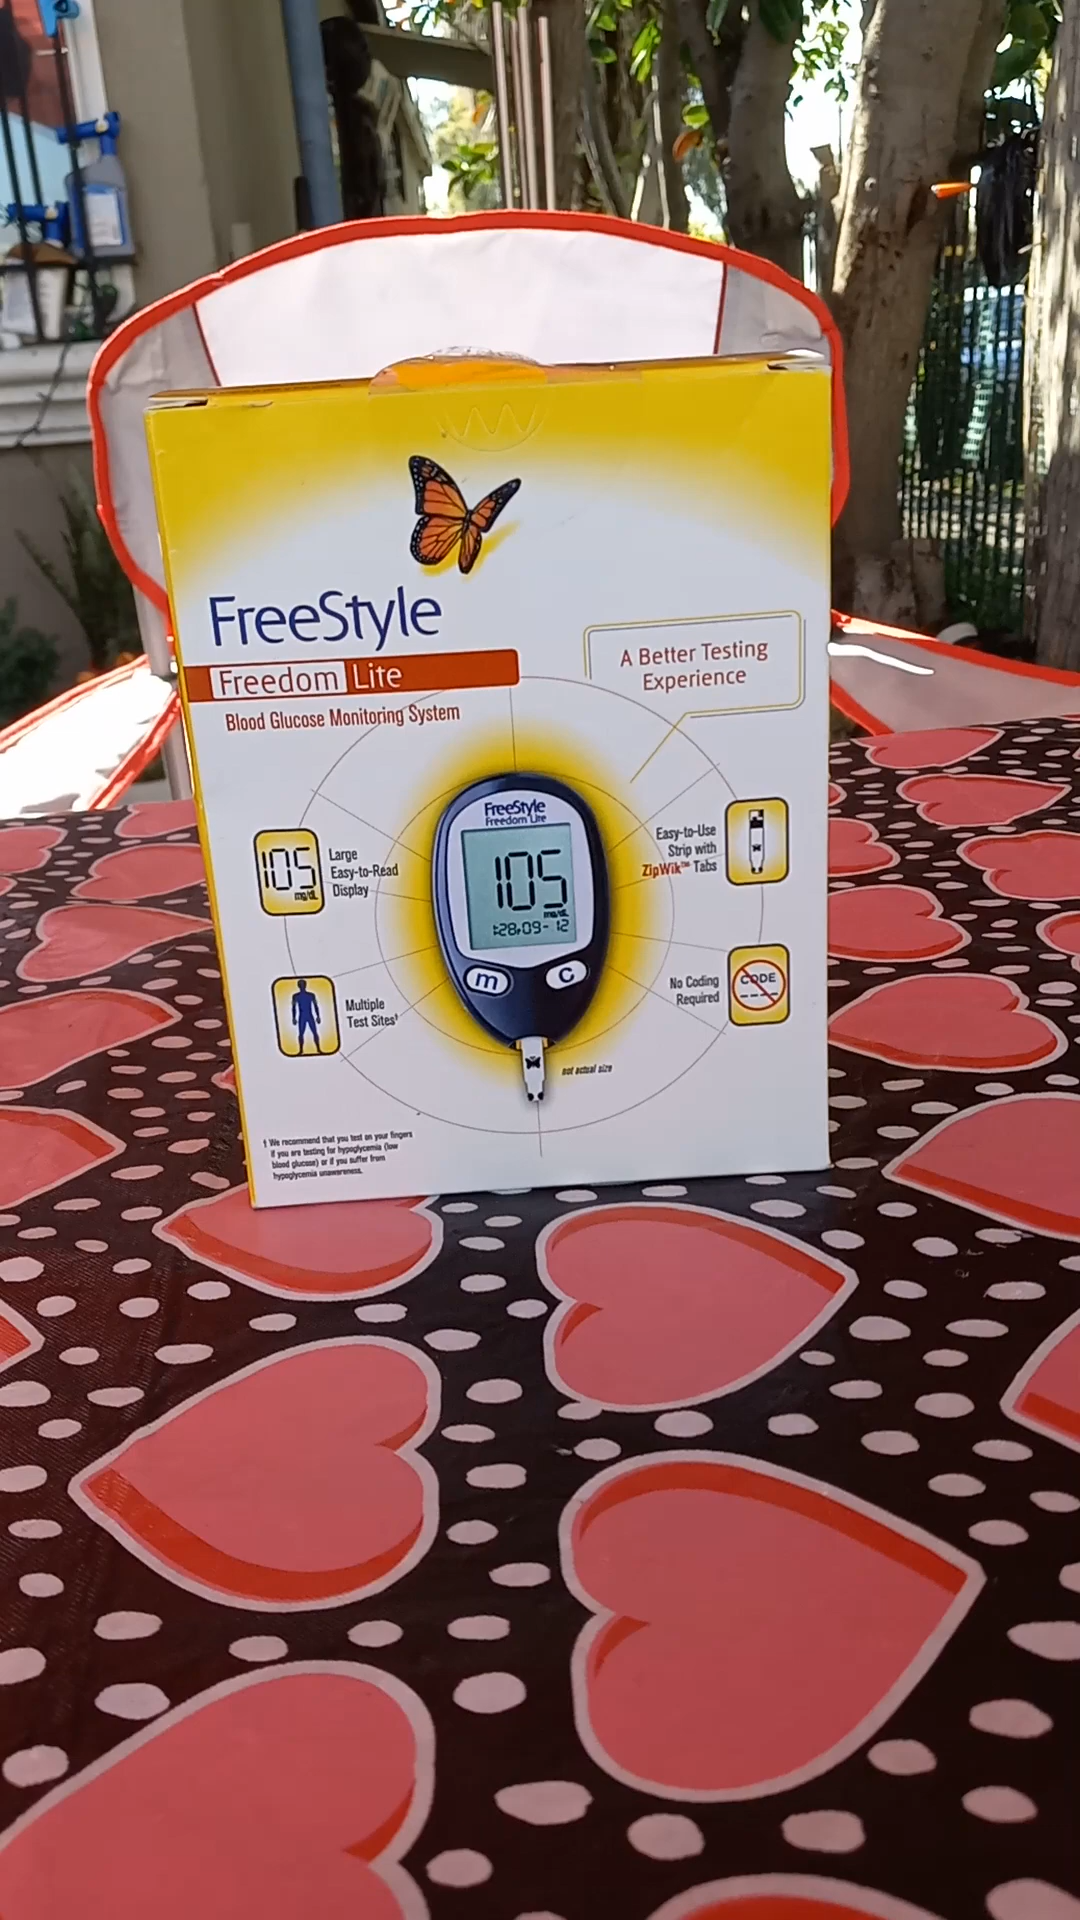 FreeStyle
Freedom Lite
Blood Glucose Monitoring System
A Better Testing
Experience
FreeStyle
Freedom Lite
105
mg/dL
105
mg/dL
Large
Easy-to-Read
Display
Easy-to-Use
Strip with
ZipWik™ Tabs
Multiple
Test Sites†
m
C
No Coding
Required
CODE
not actual size
† We recommend that you test on your fingers
if you are testing for hypoglycemia (low
blood glucose) or if you suffer from
hypoglycemia unawareness.